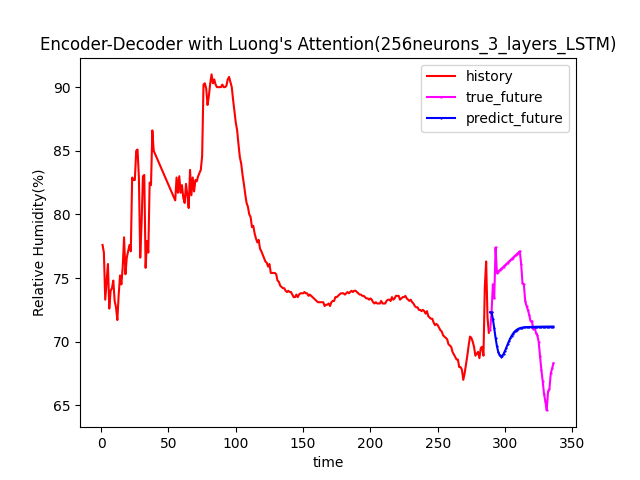 Encoder-Decoder with Luong's Attention(256neurons_3_layers_LSTM)
history
true_future
predict_future
Relative Humidity(%)
90
85
80
75
70
65
0 50 100 150 200 250 300 350
time